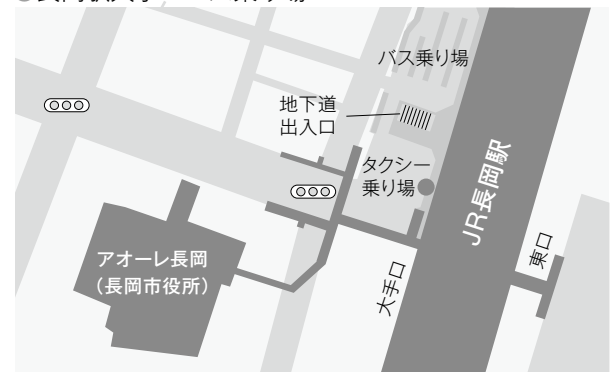 バス乗り場
地下道
出入口
タクシー
乗り場
JR長岡駅
東口
大手口
アオーレ長岡
（長岡市役所）